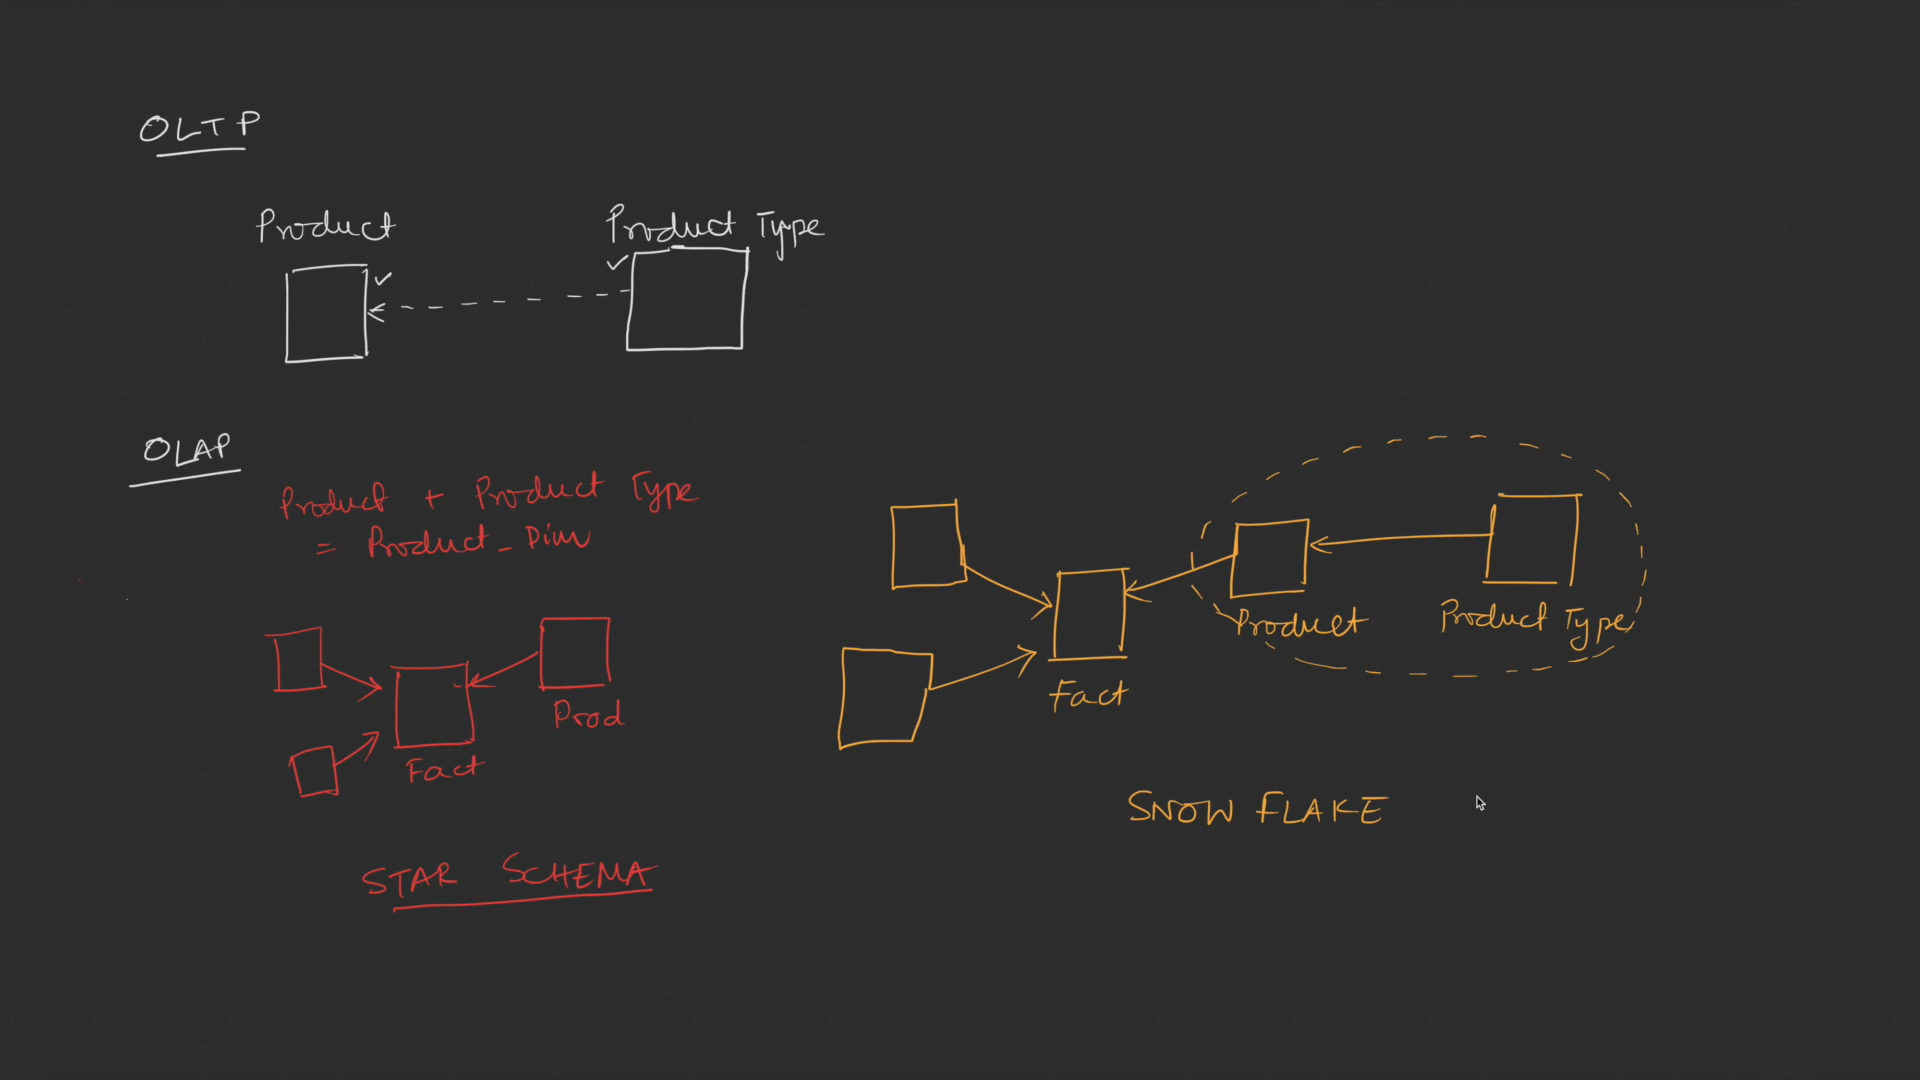 OLTP
Product
Product Type
OLAP
Product + Product Type
= Product_Dim
Prod
Fact
STAR SCHEMA
Product
Product Type
Fact
SNOW FLAKE